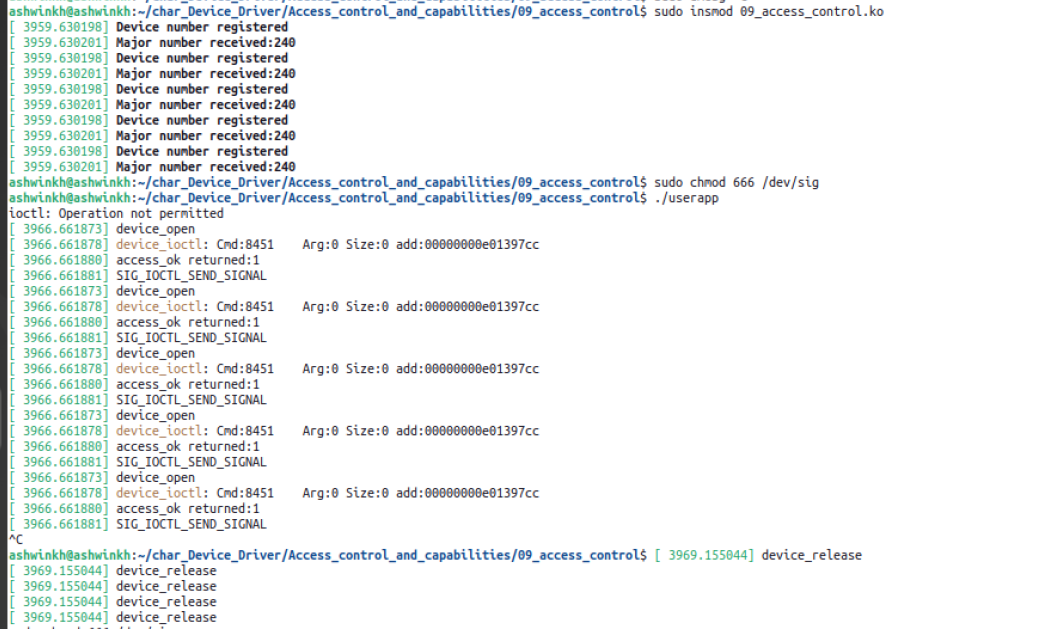 ashwinkh@ashwinkh:~/char_Device_Driver/Access_control_and_capabilities/09_access_control$ sudo insmod 09_access_control.ko
[ 3959.630198] Device number registered
[ 3959.630201] Major number received:240
[ 3959.630198] Device number registered
[ 3959.630201] Major number received:240
[ 3959.630198] Device number registered
[ 3959.630201] Major number received:240
[ 3959.630198] Device number registered
[ 3959.630201] Major number received:240
[ 3959.630198] Device number registered
[ 3959.630201] Major number received:240
ashwinkh@ashwinkh:~/char_Device_Driver/Access_control_and_capabilities/09_access_control$ sudo chmod 666 /dev/sig
ashwinkh@ashwinkh:~/char_Device_Driver/Access_control_and_capabilities/09_access_control$ ./userapp
ioctl: Operation not permitted
[ 3966.661873] device_open
[ 3966.661878] device_ioctl: Cmd:8451    Arg:0 Size:0 add:00000000e01397cc
[ 3966.661880] access_ok returned:1
[ 3966.661881] SIG_IOCTL_SEND_SIGNAL
[ 3966.661873] device_open
[ 3966.661878] device_ioctl: Cmd:8451    Arg:0 Size:0 add:00000000e01397cc
[ 3966.661880] access_ok returned:1
[ 3966.661881] SIG_IOCTL_SEND_SIGNAL
[ 3966.661873] device_open
[ 3966.661878] device_ioctl: Cmd:8451    Arg:0 Size:0 add:00000000e01397cc
[ 3966.661880] access_ok returned:1
[ 3966.661881] SIG_IOCTL_SEND_SIGNAL
[ 3966.661873] device_open
[ 3966.661878] device_ioctl: Cmd:8451    Arg:0 Size:0 add:00000000e01397cc
[ 3966.661880] access_ok returned:1
[ 3966.661881] SIG_IOCTL_SEND_SIGNAL
[ 3966.661873] device_open
[ 3966.661878] device_ioctl: Cmd:8451    Arg:0 Size:0 add:00000000e01397cc
[ 3966.661880] access_ok returned:1
[ 3966.661881] SIG_IOCTL_SEND_SIGNAL
^C
ashwinkh@ashwinkh:~/char_Device_Driver/Access_control_and_capabilities/09_access_control$ [ 3969.155044] device_release
[ 3969.155044] device_release
[ 3969.155044] device_release
[ 3969.155044] device_release
[ 3969.155044] device_release